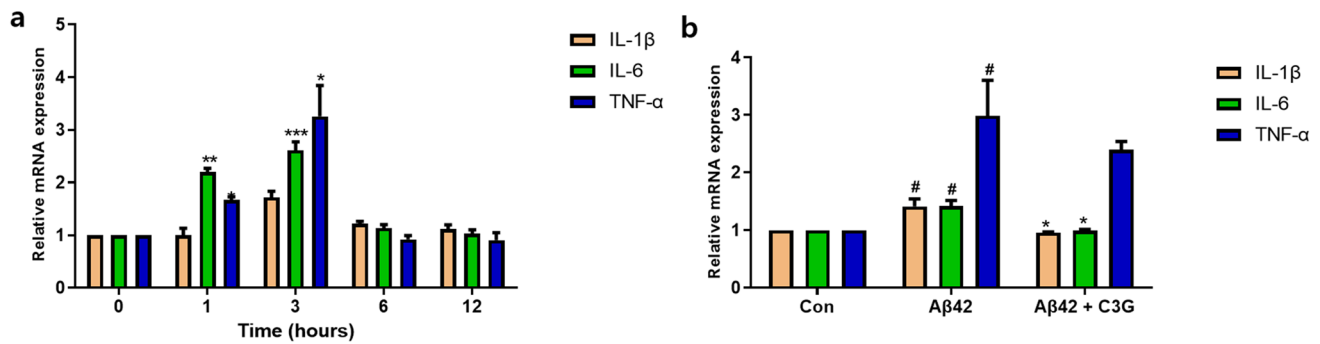 a
5
4
3
2
1
0
Relative mRNA expression
**
*
***
*
0 1 3 6 12
Time (hours)
IL-1β
IL-6
TNF-α
b
4
3
2
1
0
Relative mRNA expression
# # #
* *
Con Aβ42 Aβ42 + C3G
IL-1β
IL-6
TNF-α